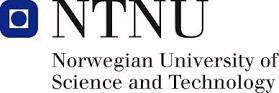 NTNU
Norwegian University of
Science and Technology